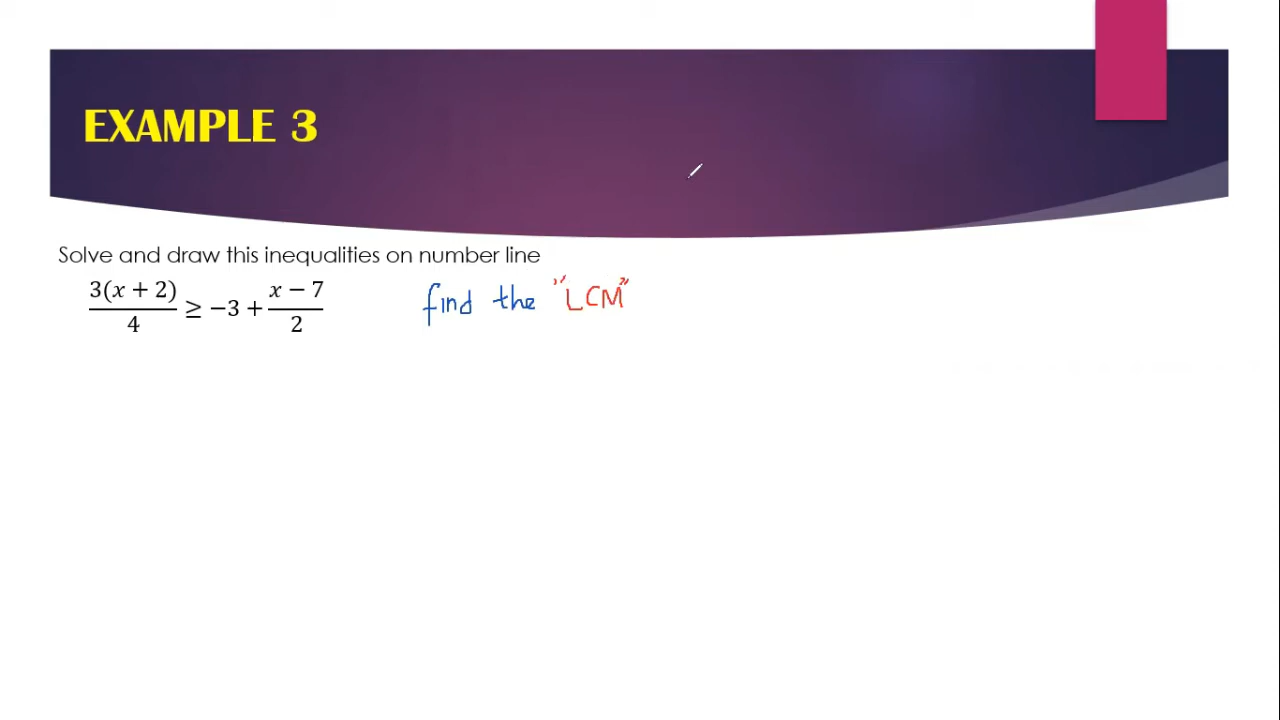 EXAMPLE 3
Solve and draw this inequalities on number line
3(x + 2)/4 ≥ −3 + (x − 7)/2
find the "LCM"